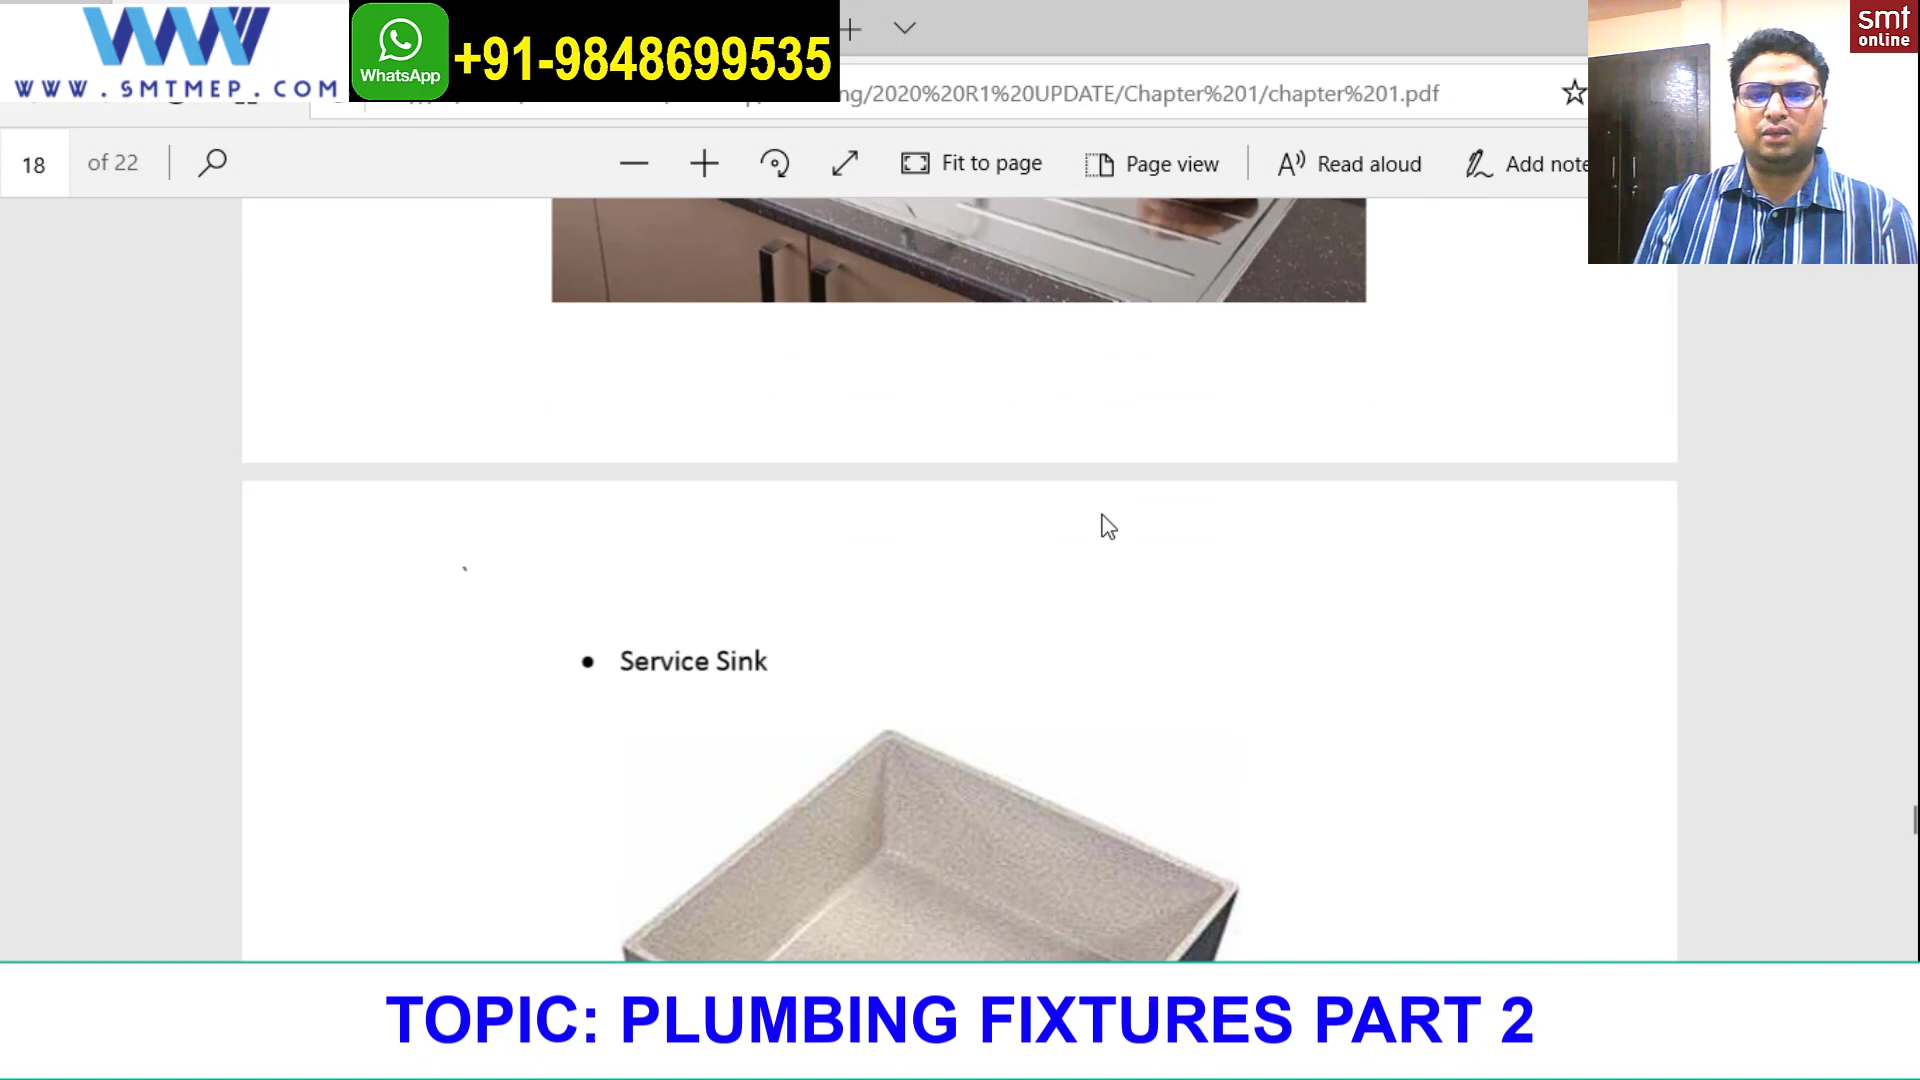 WWW.SMTMEP.COM
WhatsApp
+91-9848699535
smt
online
ng/2020%20R1%20UPDATE/Chapter%201/chapter%201.pdf
18 of 22
Fit to page
Page view
Read aloud
Add note
• Service Sink
TOPIC: PLUMBING FIXTURES PART 2